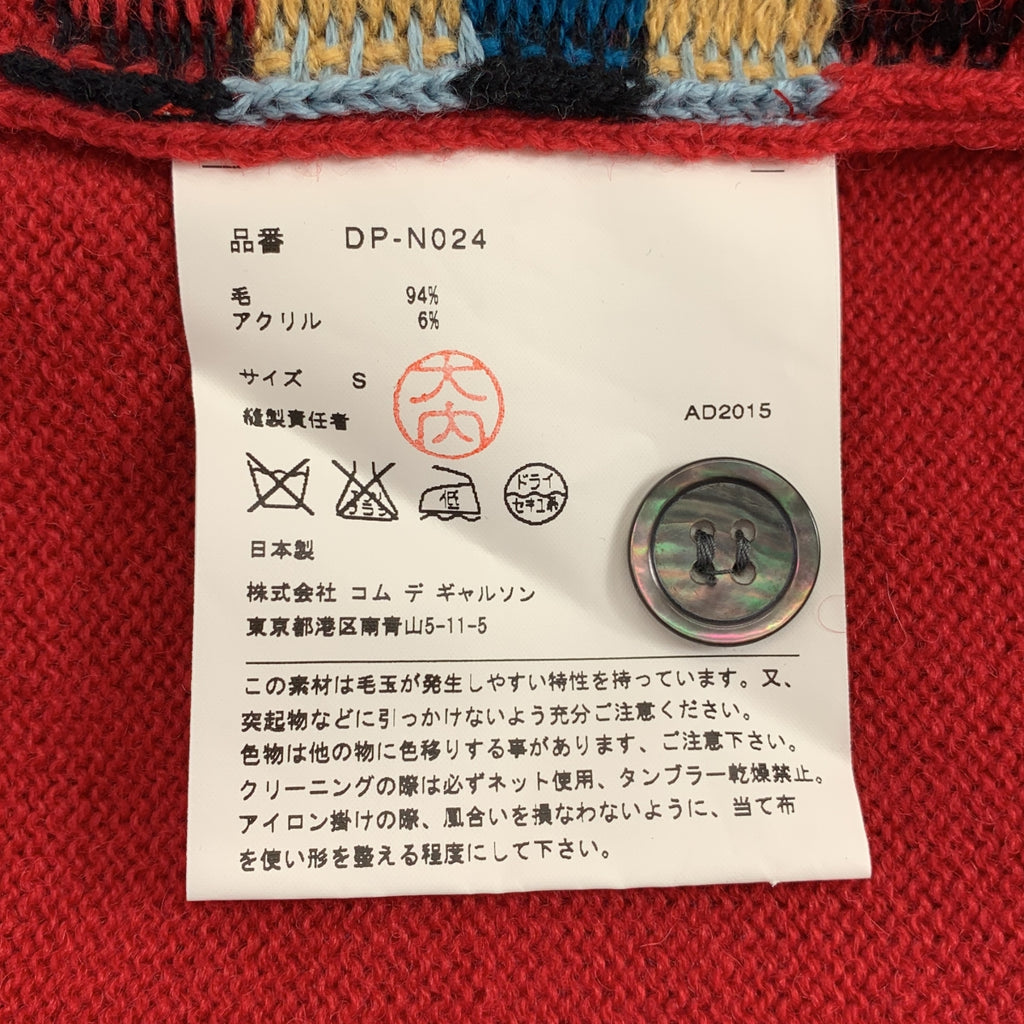 品番 DP-N024
毛 94%
アクリル 6%
サイズ S
縫製責任者 大内
AD2015
低
ドライ
セキユ系
日本製
株式会社 コム デ ギャルソン
東京都港区南青山5-11-5
この素材は毛玉が発生しやすい特性を持っています。又、
突起物などに引っかけないよう充分ご注意ください。
色物は他の物に色移りする事があります、ご注意下さい。
クリーニングの際は必ずネット使用、タンブラー乾燥禁止。
アイロン掛けの際、風合いを損なわないように、当て布
を使い形を整える程度にして下さい。